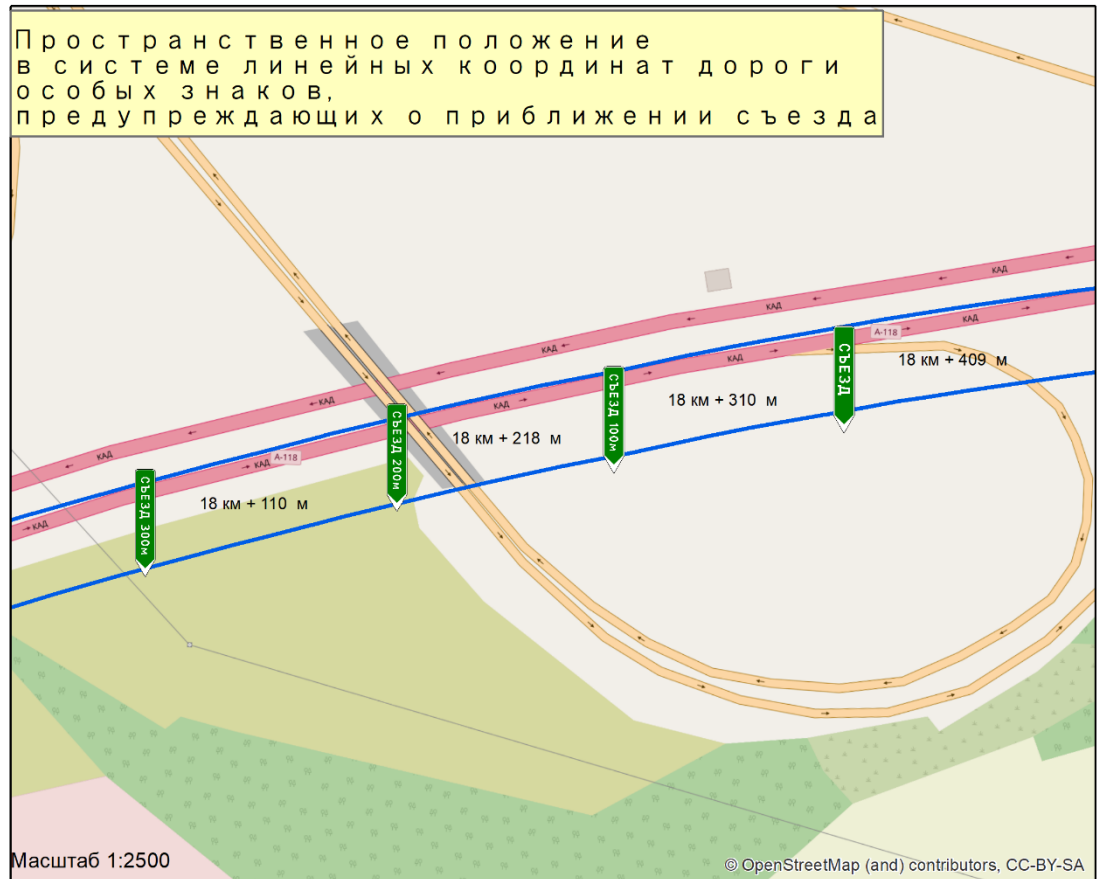 Пространственное положение
в системе линейных координат дороги
особых знаков,
предупреждающих о приближении съезда
КАД
КАД
КАД
КАД
А-118
КАД
КАД
СЪЕЗД
18 км + 409 м
КАД
СЪЕЗД 100м
18 км + 310 м
КАД
СЪЕЗД 200м
18 км + 218 м
КАД
А-118
КАД
СЪЕЗД 300м
18 км + 110 м
КАД
Масштаб 1:2500
© OpenStreetMap (and) contributors, CC-BY-SA